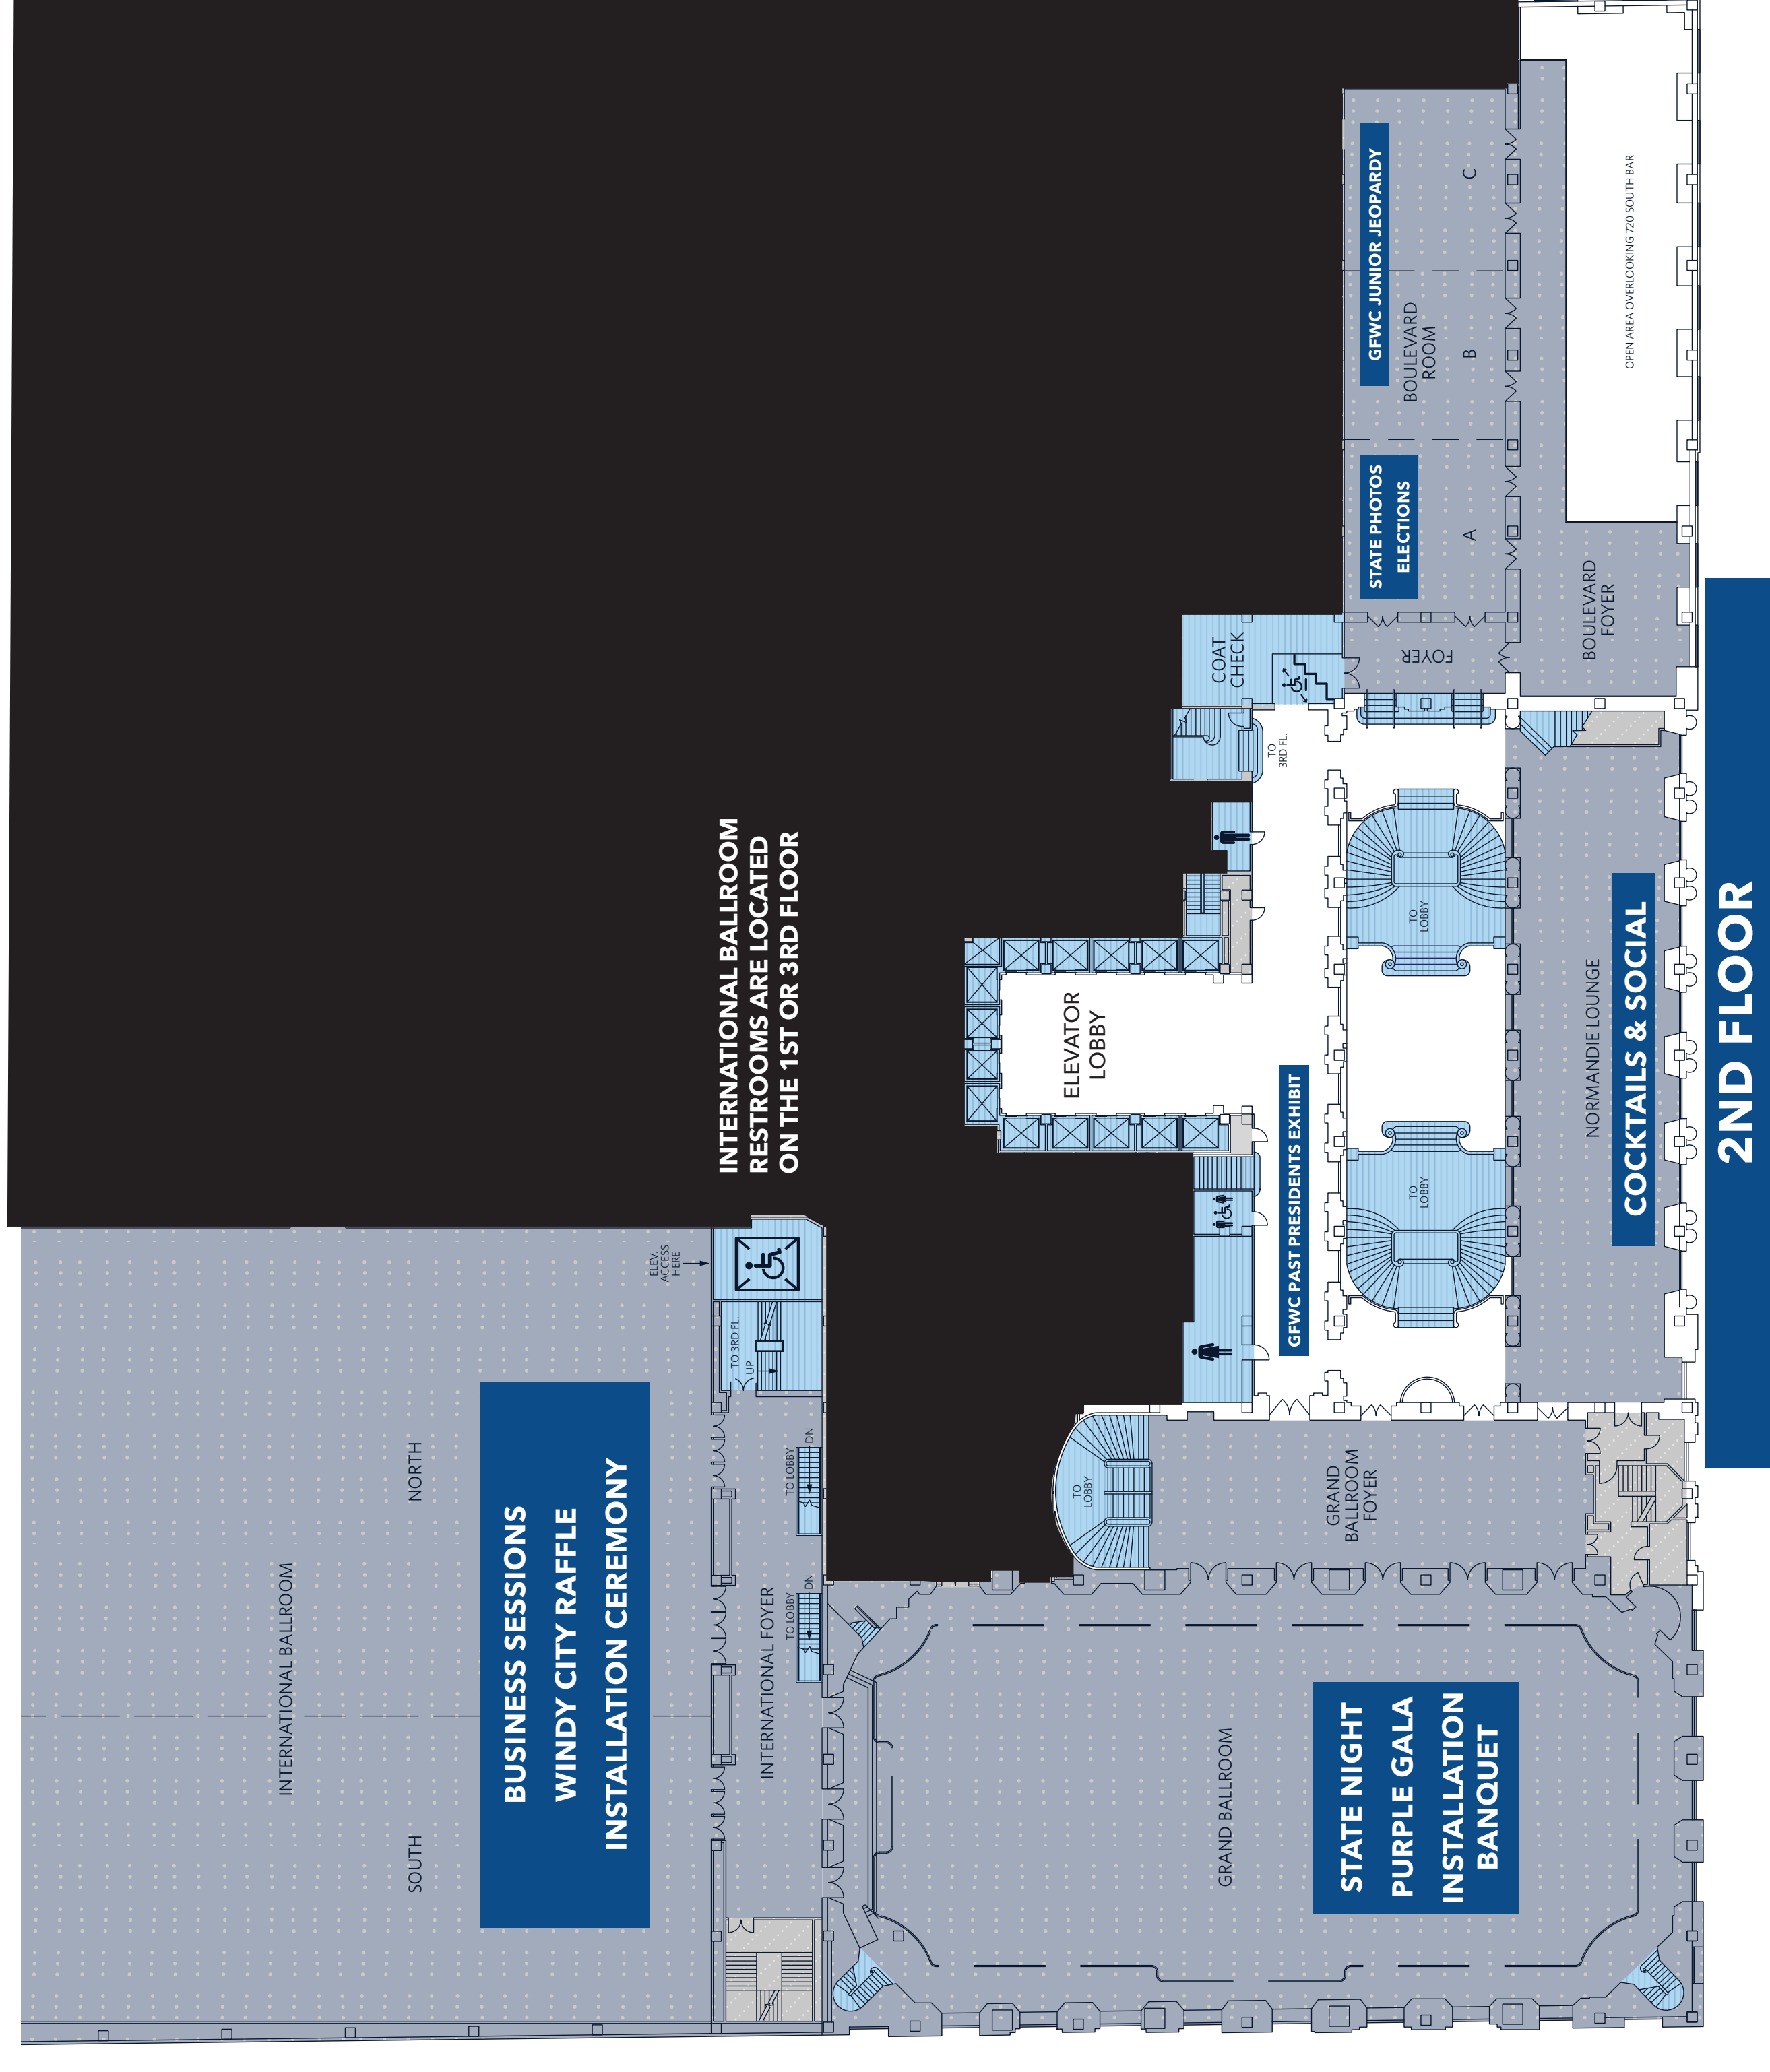 2ND FLOOR
INTERNATIONAL BALLROOM
NORTH
SOUTH
BUSINESS SESSIONS
WINDY CITY RAFFLE
INSTALLATION CEREMONY
ELEV.
ACCESS
HERE
TO 3RD FL.
UP
INTERNATIONAL FOYER
TO LOBBY
DN
TO LOBBY
DN
INTERNATIONAL BALLROOM
RESTROOMS ARE LOCATED
ON THE 1ST OR 3RD FLOOR
GRAND BALLROOM
STATE NIGHT
PURPLE GALA
INSTALLATION
BANQUET
TO
LOBBY
GRAND
BALLROOM
FOYER
ELEVATOR
LOBBY
GFWC PAST PRESIDENTS EXHIBIT
TO
LOBBY
TO
LOBBY
NORMANDIE LOUNGE
COCKTAILS & SOCIAL
TO
3RD FL.
COAT
CHECK
FOYER
STATE PHOTOS
ELECTIONS
A
BOULEVARD
ROOM
B
GFWC JUNIOR JEOPARDY
C
BOULEVARD
FOYER
OPEN AREA OVERLOOKING 720 SOUTH BAR